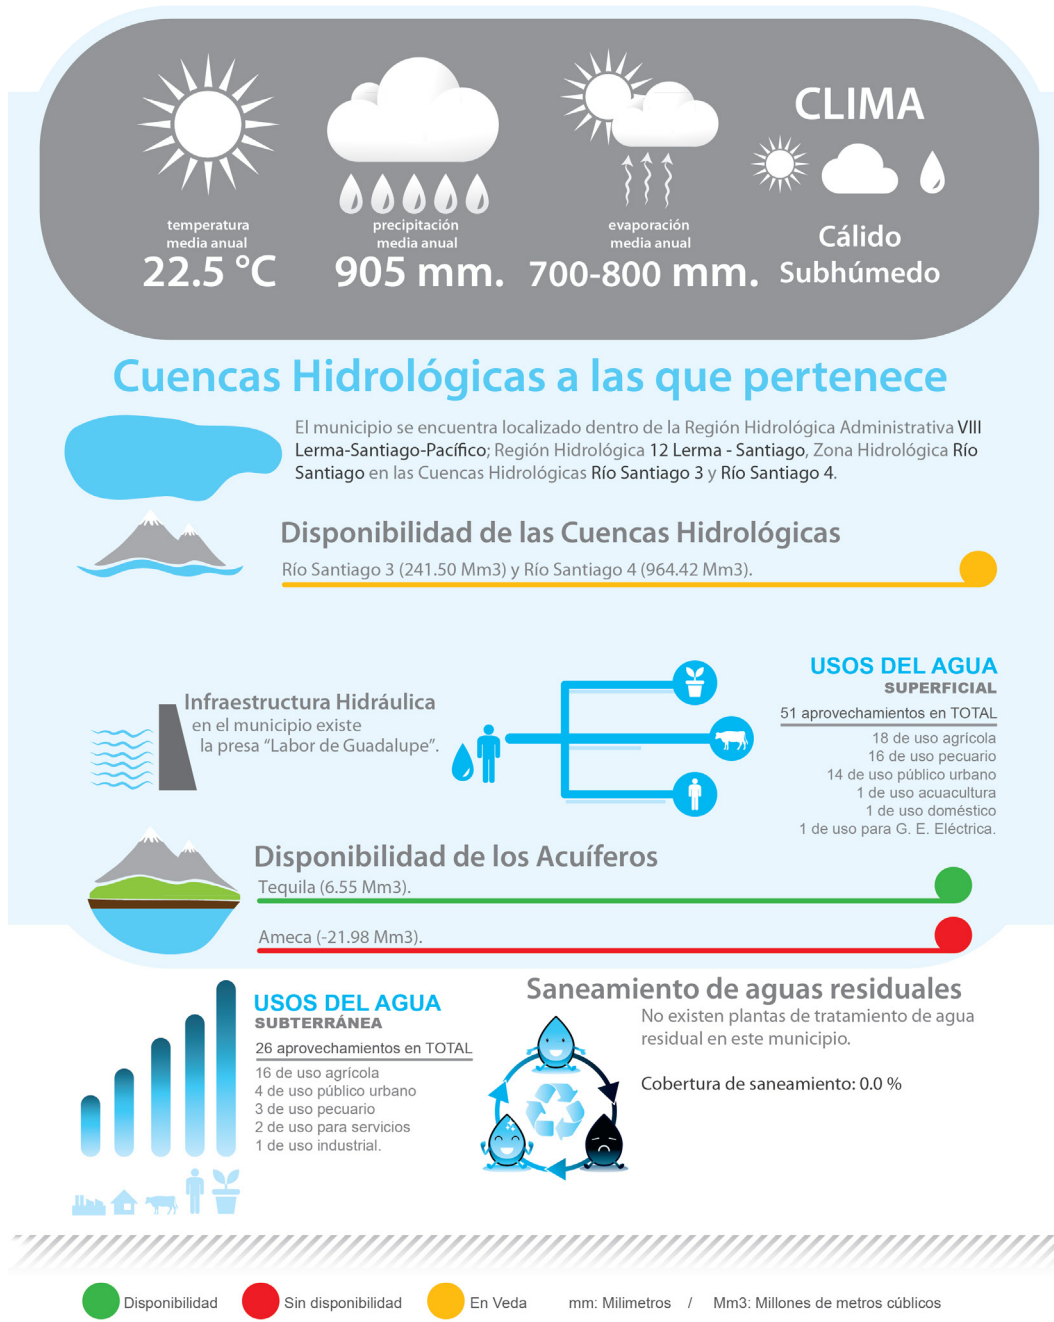 CLIMA
temperatura
media anual
22.5 °C
precipitación
media anual
905 mm.
evaporación
media anual
700-800 mm.
Cálido
Subhúmedo
Cuencas Hidrológicas a las que pertenece
El municipio se encuentra localizado dentro de la Región Hidrológica Administrativa VIII
Lerma-Santiago-Pacífico; Región Hidrológica 12 Lerma - Santiago, Zona Hidrológica Río
Santiago en las Cuencas Hidrológicas Río Santiago 3 y Río Santiago 4.
Disponibilidad de las Cuencas Hidrológicas
Río Santiago 3 (241.50 Mm3) y Río Santiago 4 (964.42 Mm3).
Infraestructura Hidráulica
en el municipio existe
la presa “Labor de Guadalupe”.
USOS DEL AGUA
SUPERFICIAL
51 aprovechamientos en TOTAL
18 de uso agrícola
16 de uso pecuario
14 de uso público urbano
1 de uso acuacultura
1 de uso doméstico
1 de uso para G. E. Eléctrica.
Disponibilidad de los Acuíferos
Tequila (6.55 Mm3).
Ameca (-21.98 Mm3).
USOS DEL AGUA
SUBTERRÁNEA
26 aprovechamientos en TOTAL
16 de uso agrícola
4 de uso público urbano
3 de uso pecuario
2 de uso para servicios
1 de uso industrial.
Saneamiento de aguas residuales
No existen plantas de tratamiento de agua
residual en este municipio.
Cobertura de saneamiento: 0.0 %
Disponibilidad
Sin disponibilidad
En Veda
mm: Milimetros / Mm3: Millones de metros cúblicos